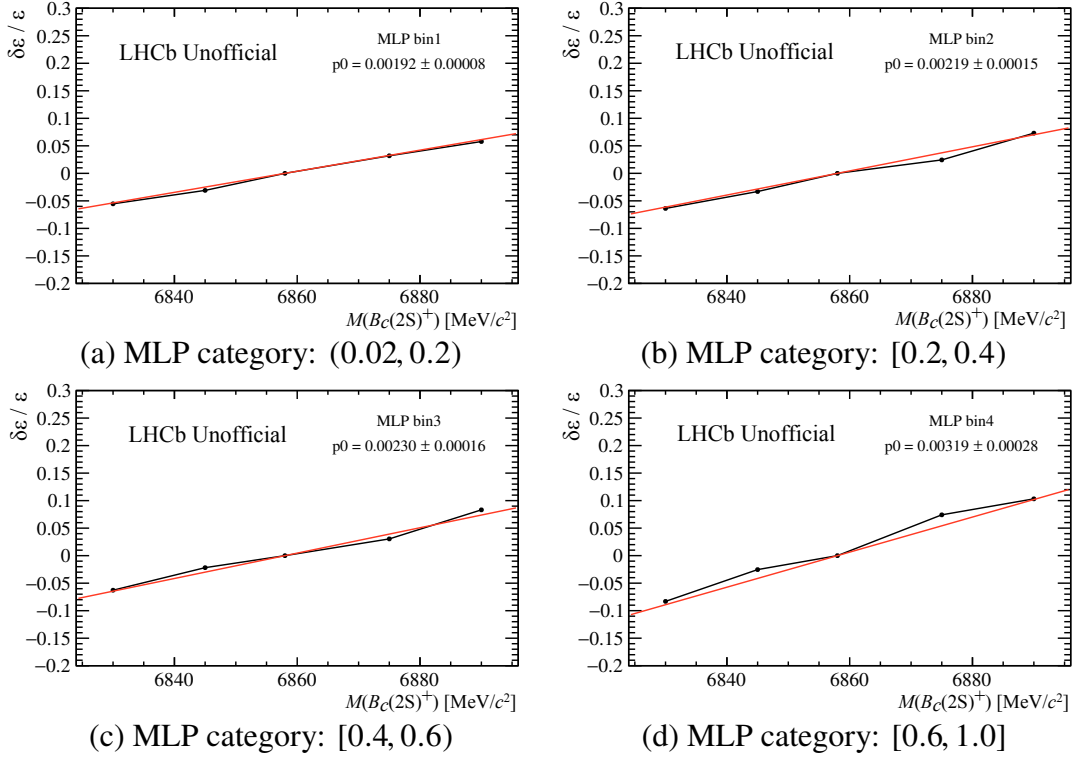 δε / ε
0.3
0.25
0.2
0.15
0.1
0.05
0
−0.05
−0.1
−0.15
−0.2
LHCb Unofficial
MLP bin1
p0 = 0.00192 ± 0.00008
6840 6860 6880
M(B_c(2S)⁺) [MeV/c²]
(a) MLP category: (0.02, 0.2)
δε / ε
0.3
0.25
0.2
0.15
0.1
0.05
0
−0.05
−0.1
−0.15
−0.2
LHCb Unofficial
MLP bin2
p0 = 0.00219 ± 0.00015
6840 6860 6880
M(B_c(2S)⁺) [MeV/c²]
(b) MLP category: [0.2, 0.4)
δε / ε
0.3
0.25
0.2
0.15
0.1
0.05
0
−0.05
−0.1
−0.15
−0.2
LHCb Unofficial
MLP bin3
p0 = 0.00230 ± 0.00016
6840 6860 6880
M(B_c(2S)⁺) [MeV/c²]
(c) MLP category: [0.4, 0.6)
δε / ε
0.3
0.25
0.2
0.15
0.1
0.05
0
−0.05
−0.1
−0.15
−0.2
LHCb Unofficial
MLP bin4
p0 = 0.00319 ± 0.00028
6840 6860 6880
M(B_c(2S)⁺) [MeV/c²]
(d) MLP category: [0.6, 1.0]